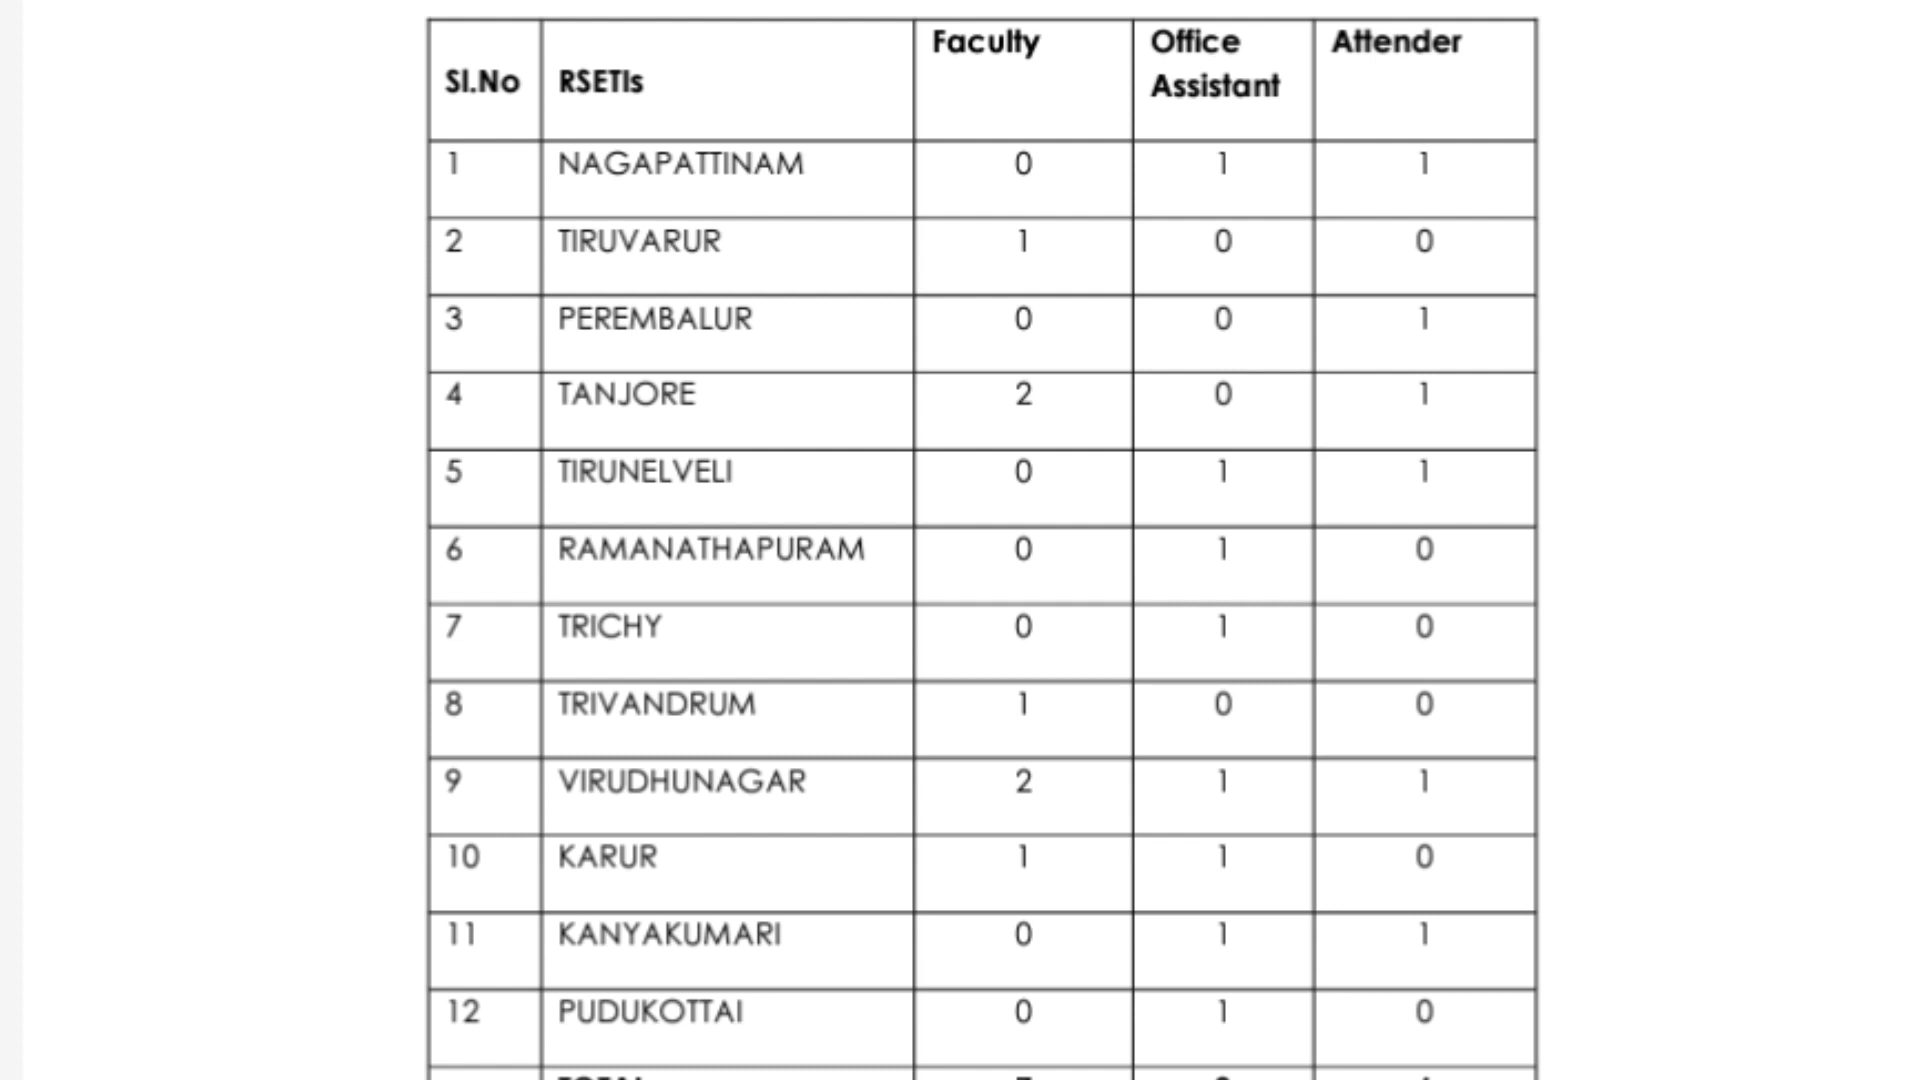 Sl.No RSETIs Faculty Office Assistant Attender
1 NAGAPATTINAM 0 1 1
2 TIRUVARUR 1 0 0
3 PEREMBALUR 0 0 1
4 TANJORE 2 0 1
5 TIRUNELVELI 0 1 1
6 RAMANATHAPURAM 0 1 0
7 TRICHY 0 1 0
8 TRIVANDRUM 1 0 0
9 VIRUDHUNAGAR 2 1 1
10 KARUR 1 1 0
11 KANYAKUMARI 0 1 1
12 PUDUKOTTAI 0 1 0